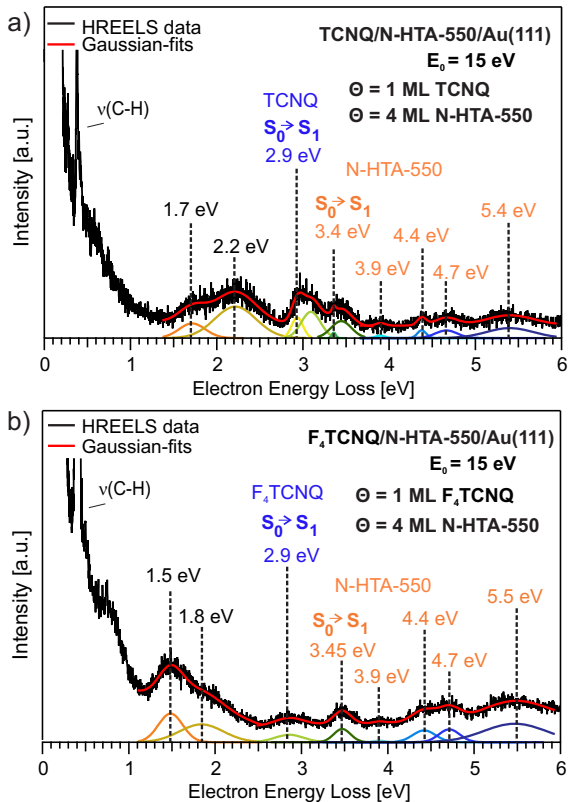 a)
HREELS data
Gaussian-fits
TCNQ/N-HTA-550/Au(111)
E₀ = 15 eV
Θ = 1 ML TCNQ
Θ = 4 ML N-HTA-550
ν(C-H)
TCNQ
S₀→S₁
2.9 eV
N-HTA-550
S₀→S₁
3.4 eV
1.7 eV
2.2 eV
3.9 eV
4.4 eV
4.7 eV
5.4 eV
Intensity [a.u.]
0 1 2 3 4 5 6
Electron Energy Loss [eV]
b)
HREELS data
Gaussian-fits
F₄TCNQ/N-HTA-550/Au(111)
E₀ = 15 eV
Θ = 1 ML F₄TCNQ
Θ = 4 ML N-HTA-550
ν(C-H)
F₄TCNQ
S₀→S₁
2.9 eV
N-HTA-550
S₀→S₁
3.45 eV
1.5 eV
1.8 eV
3.9 eV
4.4 eV
4.7 eV
5.5 eV
Intensity [a.u.]
0 1 2 3 4 5 6
Electron Energy Loss [eV]